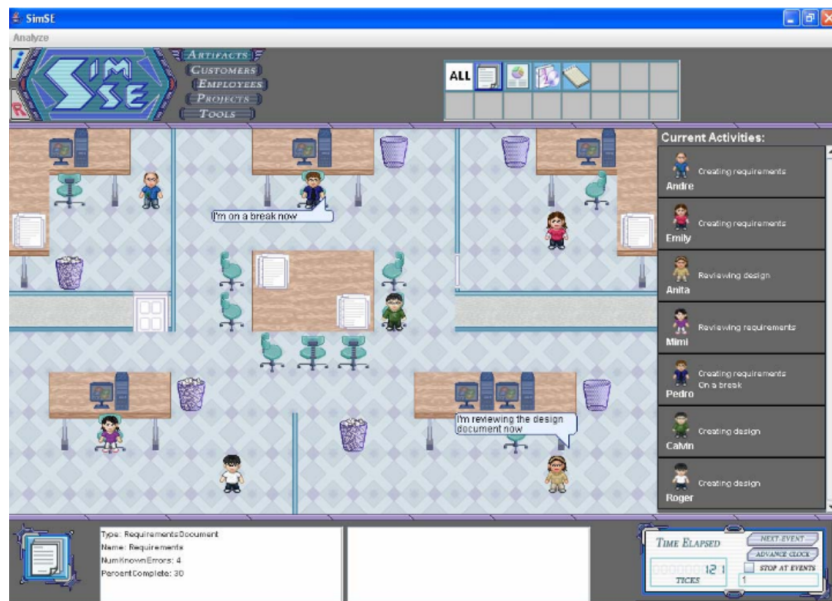 SimSE
Analyze
SIMSE
ARTIFACTS
CUSTOMERS
EMPLOYEES
PROJECTS
TOOLS
ALL
i
R
I'm on a break now
I'm reviewing the design
document now
Current Activities:
Creating requirements
Andre
Creating requirements
Emily
Reviewing design
Anita
Reviewing requirements
Mimi
Creating requirements
On a break
Pedro
Creating design
Calvin
Creating design
Roger
Type: RequirementsDocument
Name: Requirements
NumKnownErrors: 4
PercentComplete: 30
TIME ELAPSED
121
TICKS
NEXT EVENT
ADVANCE CLOCK
STOP AT EVENTS
1